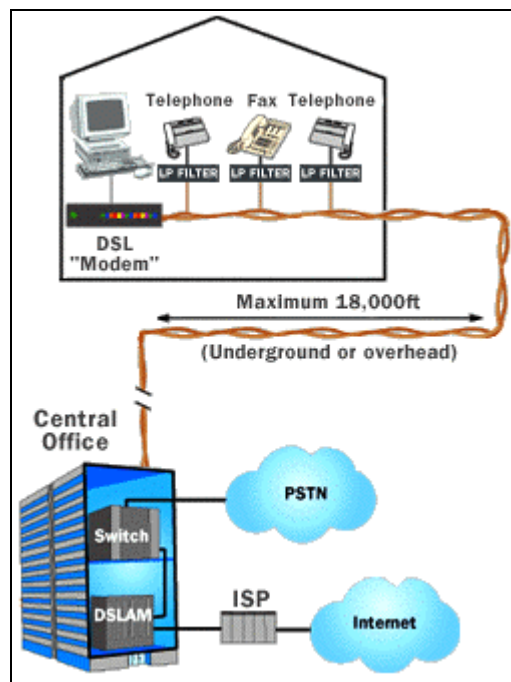 Telephone Fax Telephone
LP FILTER LP FILTER LP FILTER
DSL
"Modem"
Maximum 18,000ft
(Underground or overhead)
Central
Office
PSTN
Switch
DSLAM
ISP
Internet